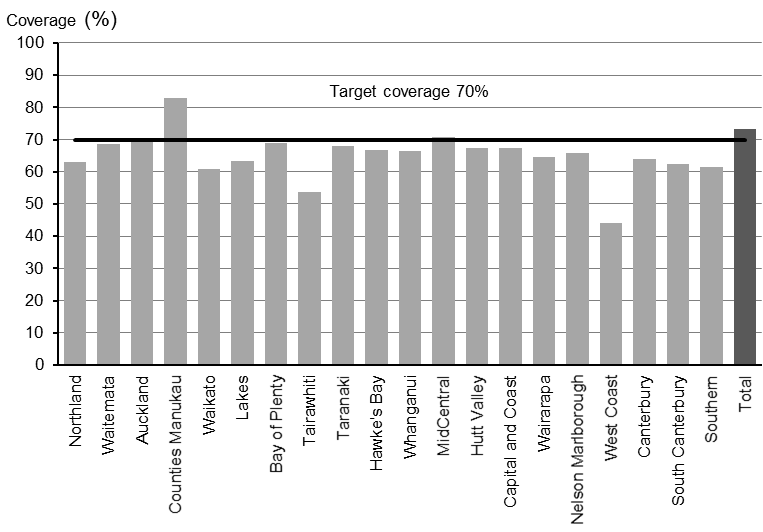 Coverage (%)
100
90
80
70
60
50
40
30
20
10
0
Target coverage 70%
Northland
Waitemata
Auckland
Counties Manukau
Waikato
Lakes
Bay of Plenty
Tairawhiti
Taranaki
Hawke's Bay
Whanganui
MidCentral
Hutt Valley
Capital and Coast
Wairarapa
Nelson Marlborough
West Coast
Canterbury
South Canterbury
Southern
Total